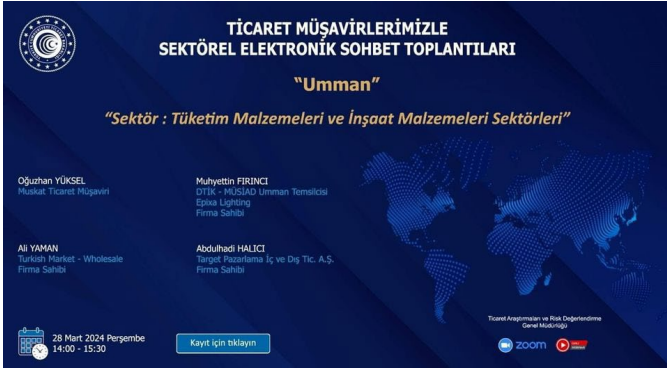 TİCARET MÜŞAVİRLERİMİZLE
SEKTÖREL ELEKTRONİK SOHBET TOPLANTILARI
"Umman"
"Sektör : Tüketim Malzemeleri ve İnşaat Malzemeleri Sektörleri"
Oğuzhan YÜKSEL
Muskat Ticaret Müşaviri
Muhyettin FIRINCI
DTİK - MÜSİAD Umman Temsilcisi
Epixa Lighting
Firma Sahibi
Ali YAMAN
Turkish Market - Wholesale
Firma Sahibi
Abdulhadi HALICI
Target Pazarlama İç ve Dış Tic. A.Ş.
Firma Sahibi
28 Mart 2024 Perşembe
14:00 - 15:30
Kayıt için tıklayın
Ticaret Araştırmaları ve Risk Değerlendirme
Genel Müdürlüğü
zoom